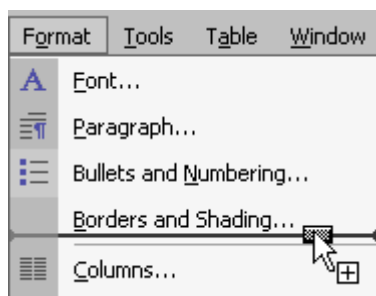 Format Tools Table Window
Font...
Paragraph...
Bullets and Numbering...
Borders and Shading...
Columns...